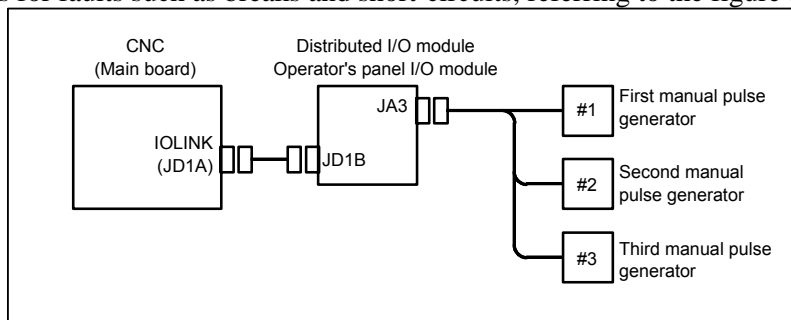 s for faults such as breaks and short-circuits, referring to the figure
CNC
(Main board)
Distributed I/O module
Operator's panel I/O module
IOLINK
(JD1A)
JD1B
JA3
#1
First manual pulse
generator
#2
Second manual
pulse generator
#3
Third manual pulse
generator